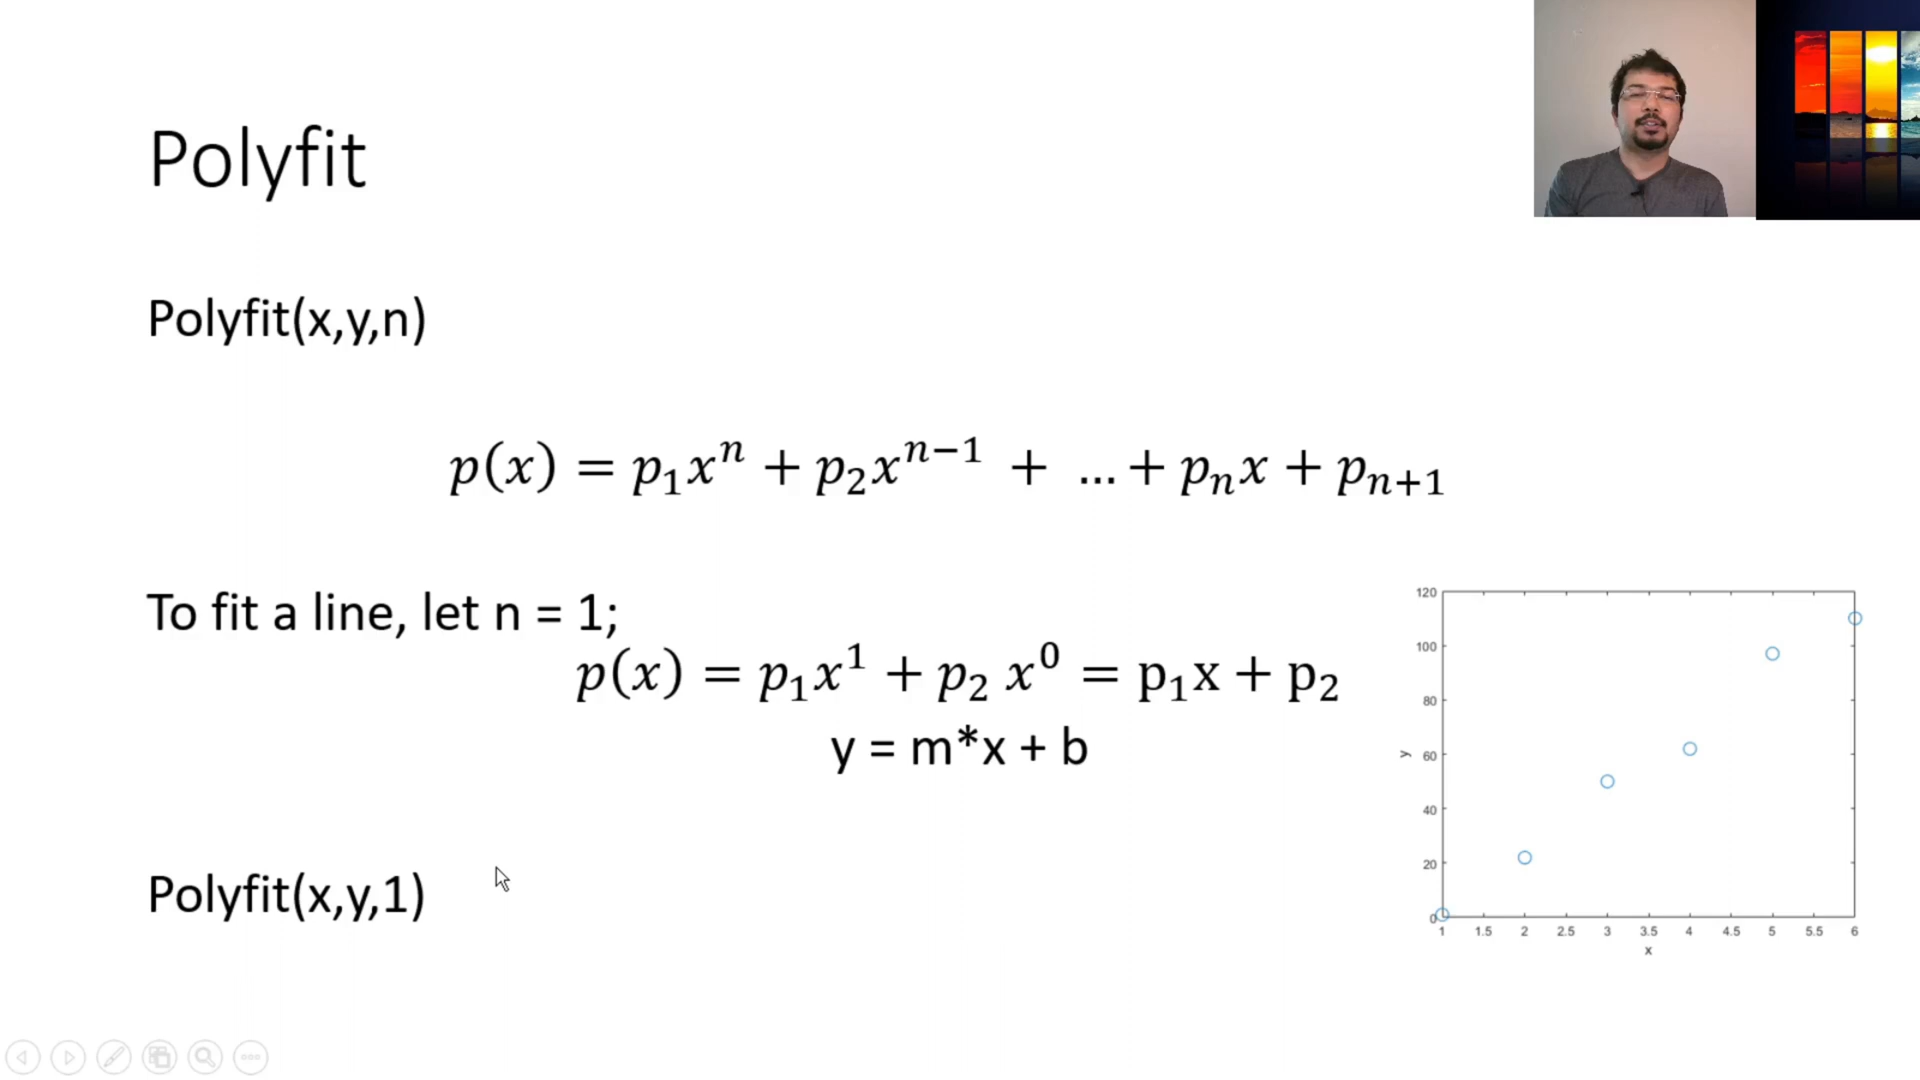 Polyfit
Polyfit(x,y,n)
p(x) = p₁xⁿ + p₂xⁿ⁻¹ + ... + pₙx + pₙ₊₁
To fit a line, let n = 1;
p(x) = p₁x¹ + p₂ x⁰ = p₁x + p₂
y = m*x + b
Polyfit(x,y,1)
120
100
80
60
40
20
0
y
1 1.5 2 2.5 3 3.5 4 4.5 5 5.5 6
x